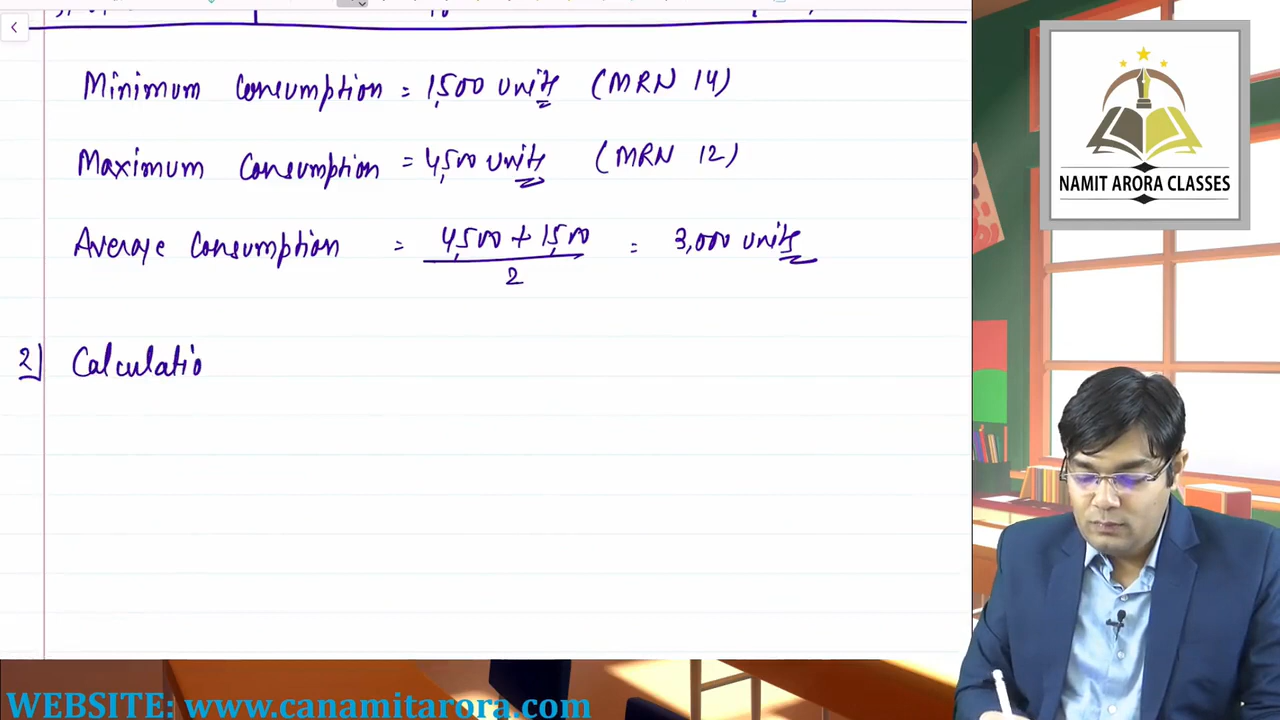 Minimum Consumption = 1,500 units (MRN 14)
Maximum Consumption = 4,500 units (MRN 12)
Average Consumption = 4,500 + 1,500 / 2 = 3,000 units
2] Calculatio
NAMIT ARORA CLASSES
WEBSITE: www.canamitarora.com